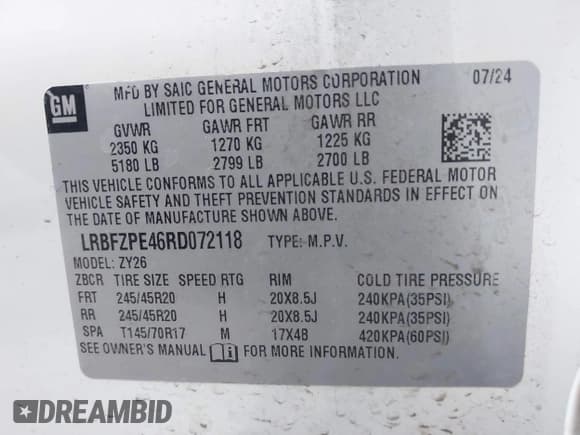 GM
MFD BY SAIC GENERAL MOTORS CORPORATION 07/24
LIMITED FOR GENERAL MOTORS LLC
GVWR GAWR FRT GAWR RR
2350 KG 1270 KG 1225 KG
5180 LB 2799 LB 2700 LB
THIS VEHICLE CONFORMS TO ALL APPLICABLE U.S. FEDERAL MOTOR
VEHICLE SAFETY AND THEFT PREVENTION STANDARDS IN EFFECT ON
THE DATE OF MANUFACTURE SHOWN ABOVE.
LRBFZPE46RD072118 TYPE: M.P.V.
MODEL: ZY26
ZBCR TIRE SIZE SPEED RTG RIM COLD TIRE PRESSURE
FRT 245/45R20 H 20X8.5J 240KPA(35PSI)
RR 245/45R20 H 20X8.5J 240KPA(35PSI)
SPA T145/70R17 M 17X4B 420KPA(60PSI)
SEE OWNER'S MANUAL i FOR MORE INFORMATION.
DREAMBID